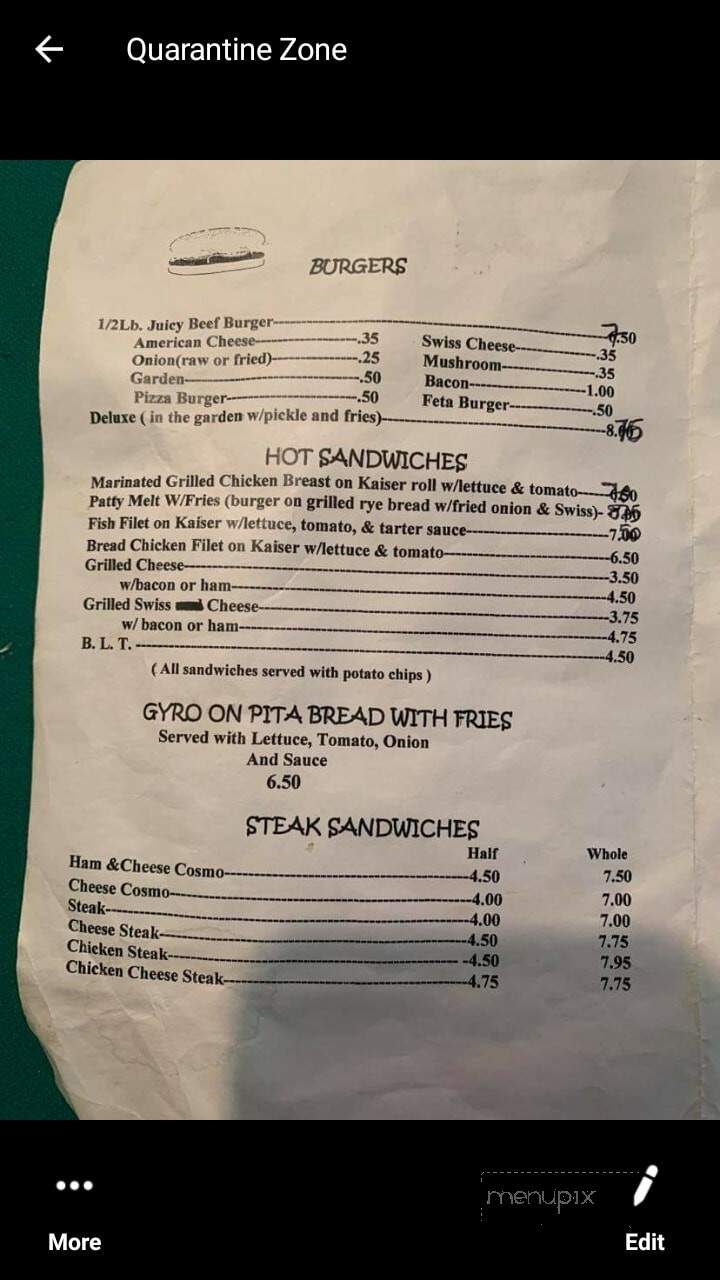 Quarantine Zone
BURGERS
1/2Lb. Juicy Beef Burger 7.50
American Cheese .35 Swiss Cheese .35
Onion(raw or fried) .25 Mushroom .35
Garden .50 Bacon 1.00
Pizza Burger .50 Feta Burger .50
Deluxe ( in the garden w/pickle and fries) 8.75
HOT SANDWICHES
Marinated Grilled Chicken Breast on Kaiser roll w/lettuce & tomato
Patty Melt W/Fries (burger on grilled rye bread w/fried onion & Swiss)
Fish Filet on Kaiser w/lettuce, tomato, & tarter sauce 7.50
Bread Chicken Filet on Kaiser w/lettuce & tomato 6.50
Grilled Cheese 3.50
w/bacon or ham 4.50
Grilled Swiss Cheese 3.75
w/ bacon or ham 4.75
B. L. T. 4.50
( All sandwiches served with potato chips )
GYRO ON PITA BREAD WITH FRIES
Served with Lettuce, Tomato, Onion
And Sauce
6.50
STEAK SANDWICHES
Half Whole
Ham &Cheese Cosmo 4.50 7.50
Cheese Cosmo 4.00 7.00
Steak 4.00 7.00
Cheese Steak 4.50 7.75
Chicken Steak -4.50 7.95
Chicken Cheese Steak 4.75 7.75
menupix
More Edit